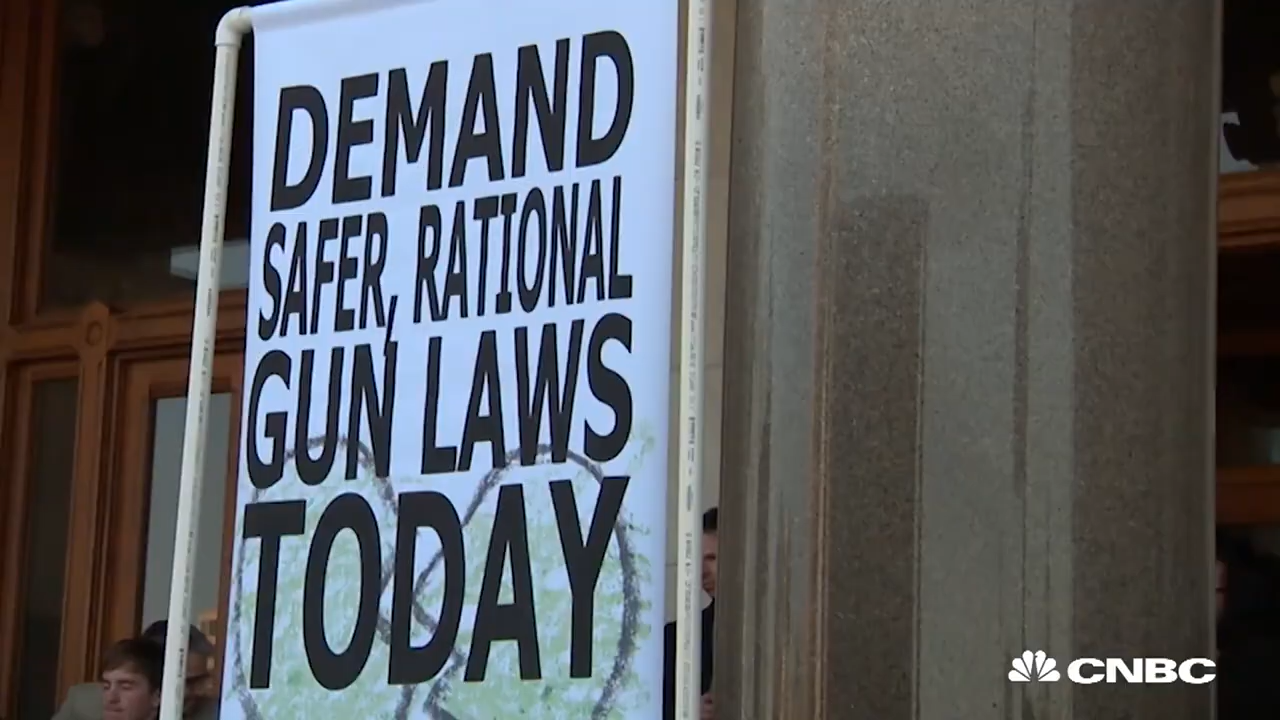 DEMAND
SAFER, RATIONAL
GUN LAWS
TODAY
CNBC